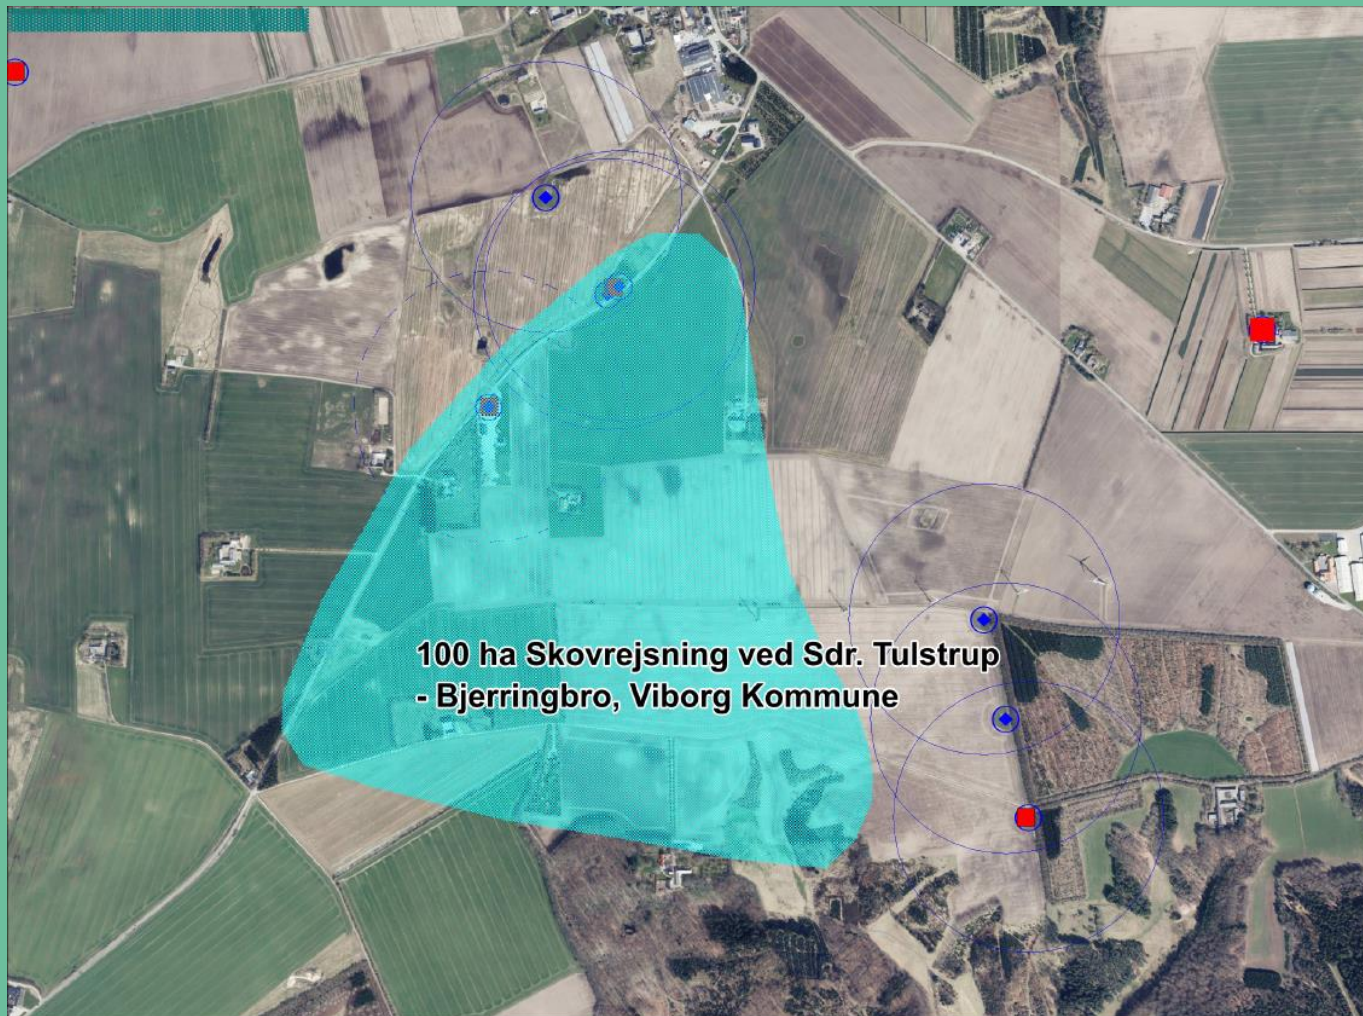 100 ha Skovrejsning ved Sdr. Tulstrup
- Bjerringbro, Viborg Kommune